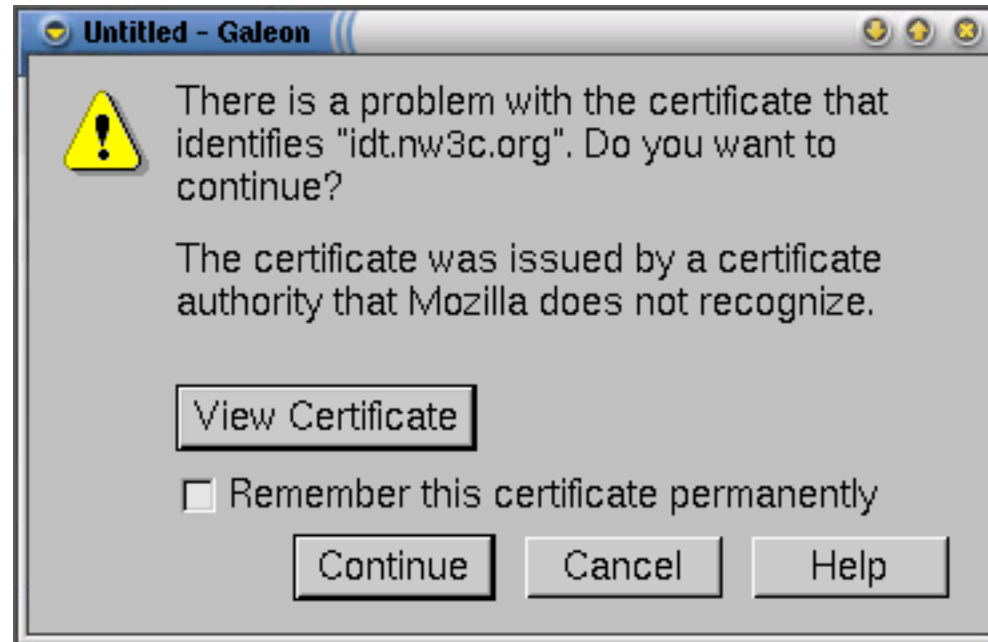 Untitled - Galeon
There is a problem with the certificate that
identifies "idt.nw3c.org". Do you want to
continue?
The certificate was issued by a certificate
authority that Mozilla does not recognize.
View Certificate
Remember this certificate permanently
Continue Cancel Help